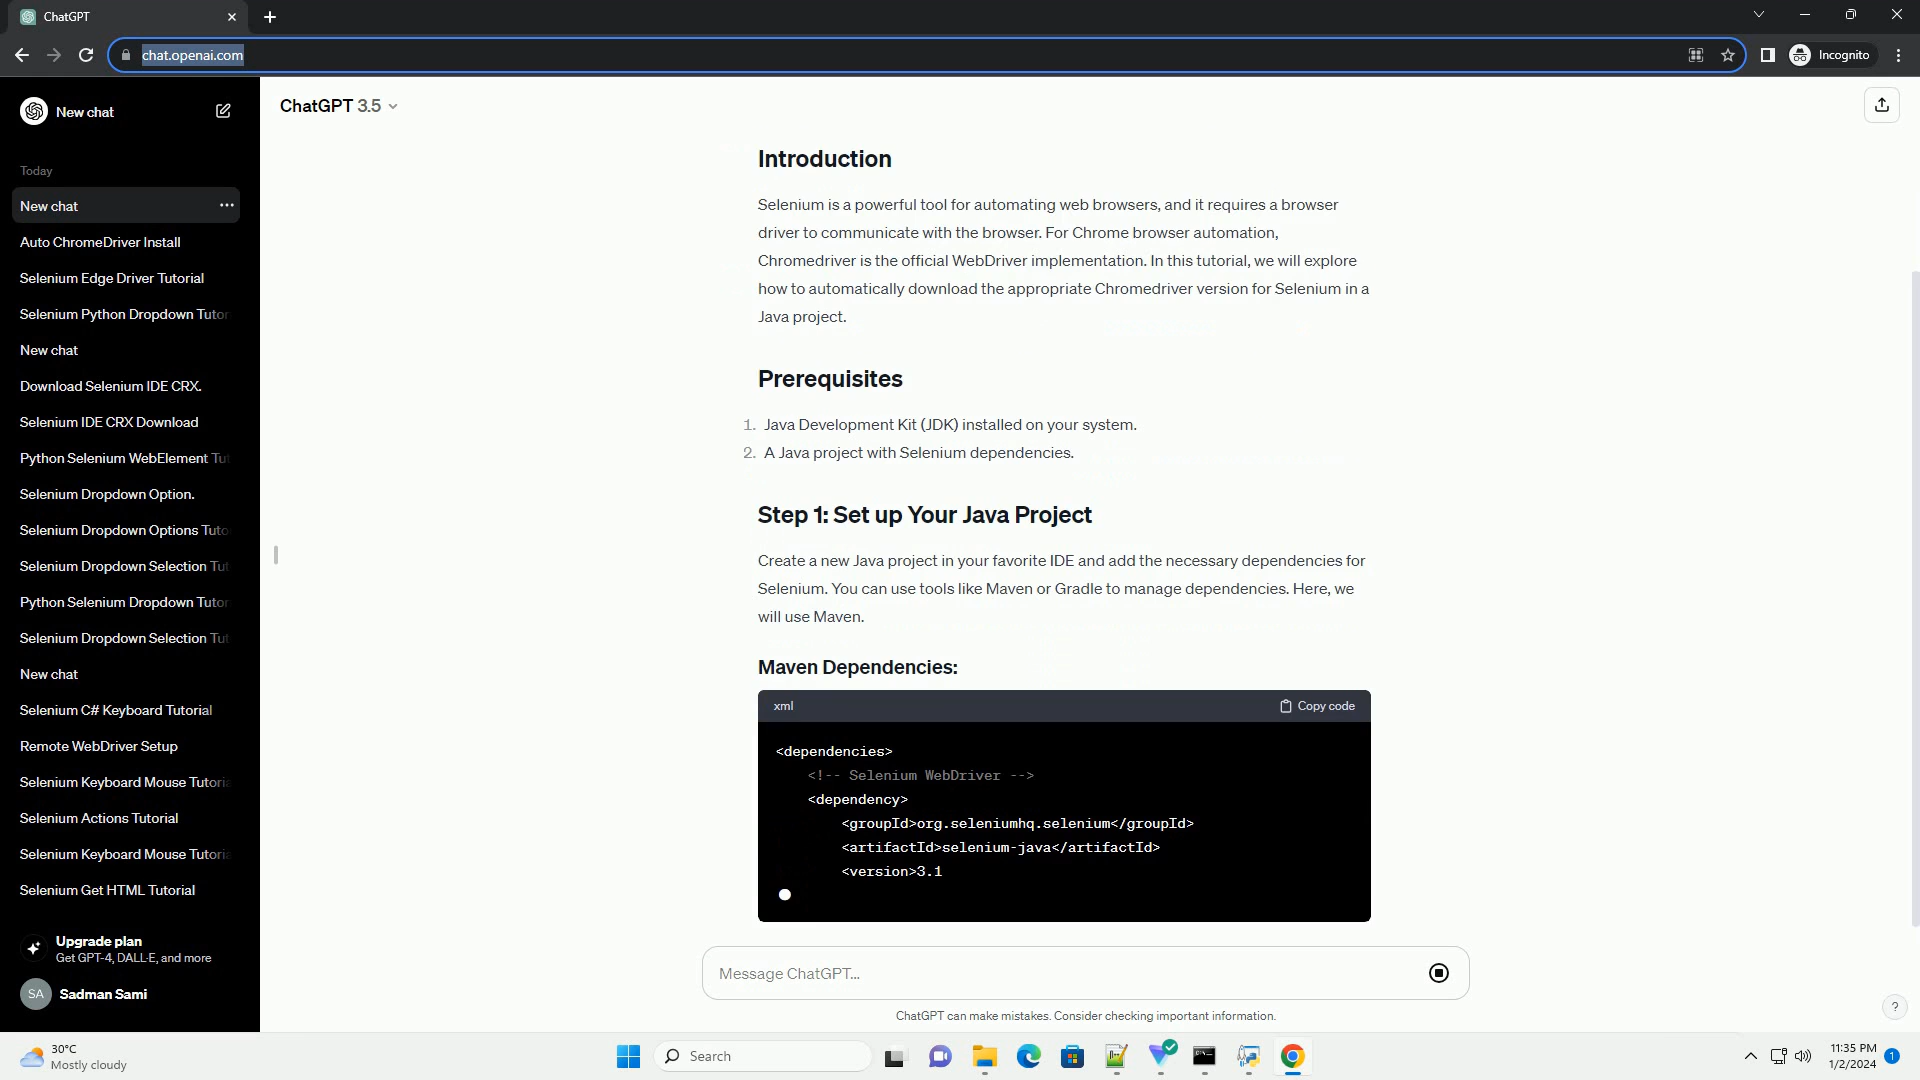 ChatGPT
chat.openai.com
Incognito
New chat
Today
New chat
Auto ChromeDriver Install
Selenium Edge Driver Tutorial
Selenium Python Dropdown Tutor
New chat
Download Selenium IDE CRX.
Selenium IDE CRX Download
Python Selenium WebElement Tut
Selenium Dropdown Option.
Selenium Dropdown Options Tuto
Selenium Dropdown Selection Tut
Python Selenium Dropdown Tutor
Selenium Dropdown Selection Tut
New chat
Selenium C# Keyboard Tutorial
Remote WebDriver Setup
Selenium Keyboard Mouse Tutoria
Selenium Actions Tutorial
Selenium Keyboard Mouse Tutoria
Selenium Get HTML Tutorial
Upgrade plan
Get GPT-4, DALL·E, and more
SA
Sadman Sami
ChatGPT 3.5
Introduction
Selenium is a powerful tool for automating web browsers, and it requires a browser
driver to communicate with the browser. For Chrome browser automation,
Chromedriver is the official WebDriver implementation. In this tutorial, we will explore
how to automatically download the appropriate Chromedriver version for Selenium in a
Java project.
Prerequisites
1. Java Development Kit (JDK) installed on your system.
2. A Java project with Selenium dependencies.
Step 1: Set up Your Java Project
Create a new Java project in your favorite IDE and add the necessary dependencies for
Selenium. You can use tools like Maven or Gradle to manage dependencies. Here, we
will use Maven.
Maven Dependencies:
xml
Copy code
<dependencies>
<!-- Selenium WebDriver -->
<dependency>
<groupId>org.seleniumhq.selenium</groupId>
<artifactId>selenium-java</artifactId>
<version>3.1
Message ChatGPT...
ChatGPT can make mistakes. Consider checking important information.
?
30°C
Mostly cloudy
Search
11:35 PM
1/2/2024
1